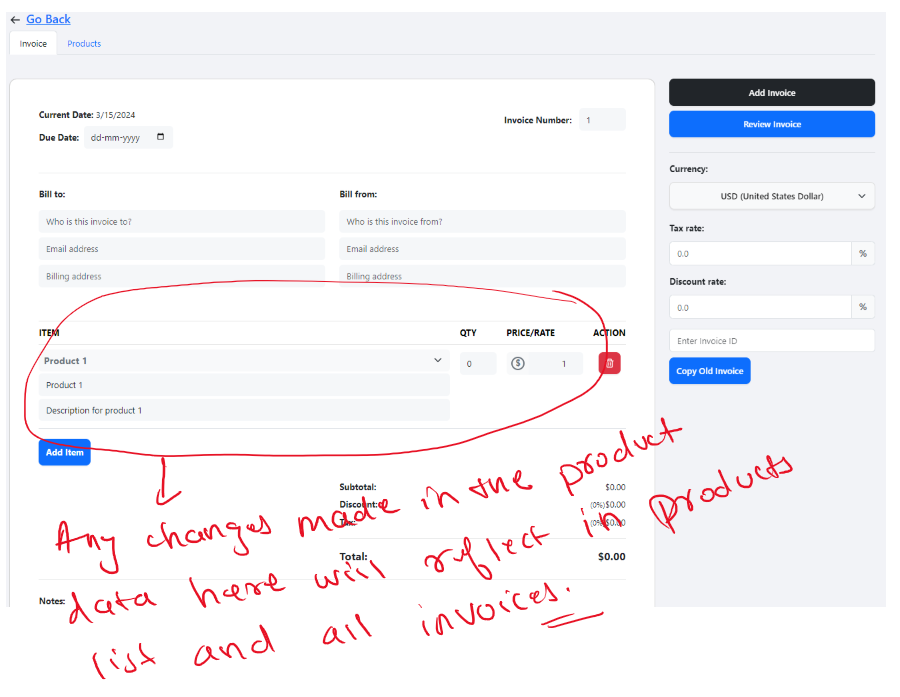 ← Go Back
Invoice Products
Add Invoice
Review Invoice
Current Date: 3/15/2024
Due Date: dd-mm-yyyy
Invoice Number: 1
Currency:
USD (United States Dollar)
Tax rate:
0.0 %
Discount rate:
0.0 %
Enter Invoice ID
Copy Old Invoice
Bill to: Bill from:
Who is this invoice to? Who is this invoice from?
Email address Email address
Billing address Billing address
ITEM QTY PRICE/RATE ACTION
Product 1 0 $ 1
Product 1
Description for product 1
Add Item
Subtotal: $0.00
Discount: (0%)$0.00
Tax: (0%)$0.00
Total: $0.00
Notes:
Any changes made in the product
data here will reflect in products
list and all invoices.